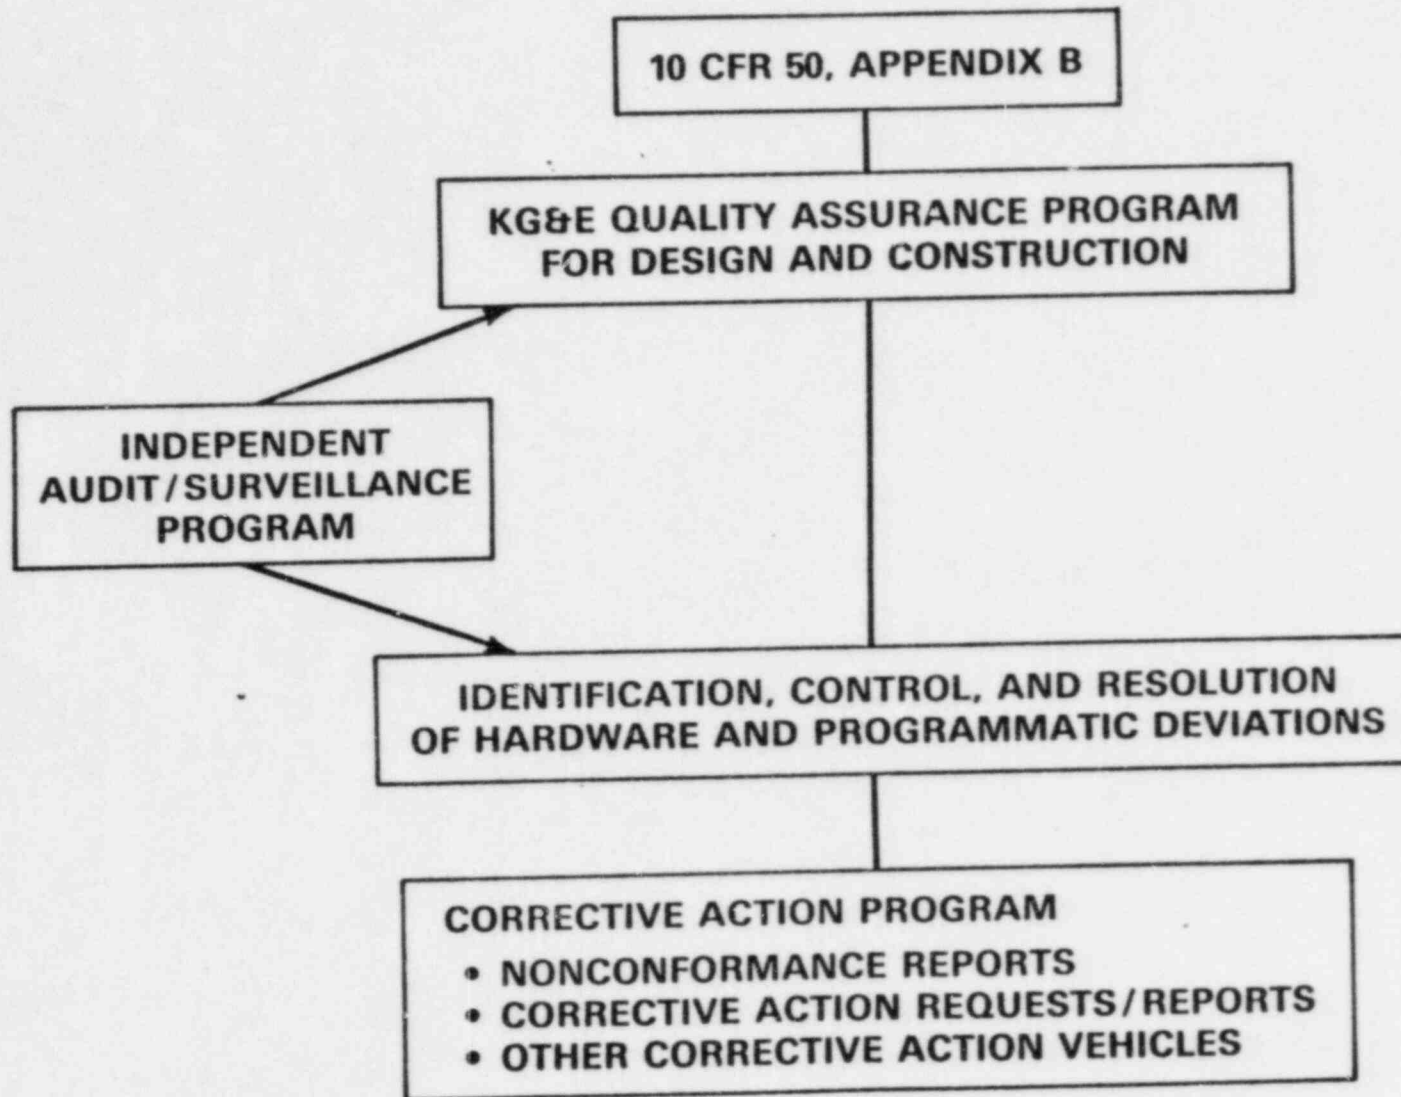 10 CFR 50, APPENDIX B
KG&E QUALITY ASSURANCE PROGRAM
FOR DESIGN AND CONSTRUCTION
INDEPENDENT
AUDIT/SURVEILLANCE
PROGRAM
IDENTIFICATION, CONTROL, AND RESOLUTION
OF HARDWARE AND PROGRAMMATIC DEVIATIONS
CORRECTIVE ACTION PROGRAM
• NONCONFORMANCE REPORTS
• CORRECTIVE ACTION REQUESTS/REPORTS
• OTHER CORRECTIVE ACTION VEHICLES